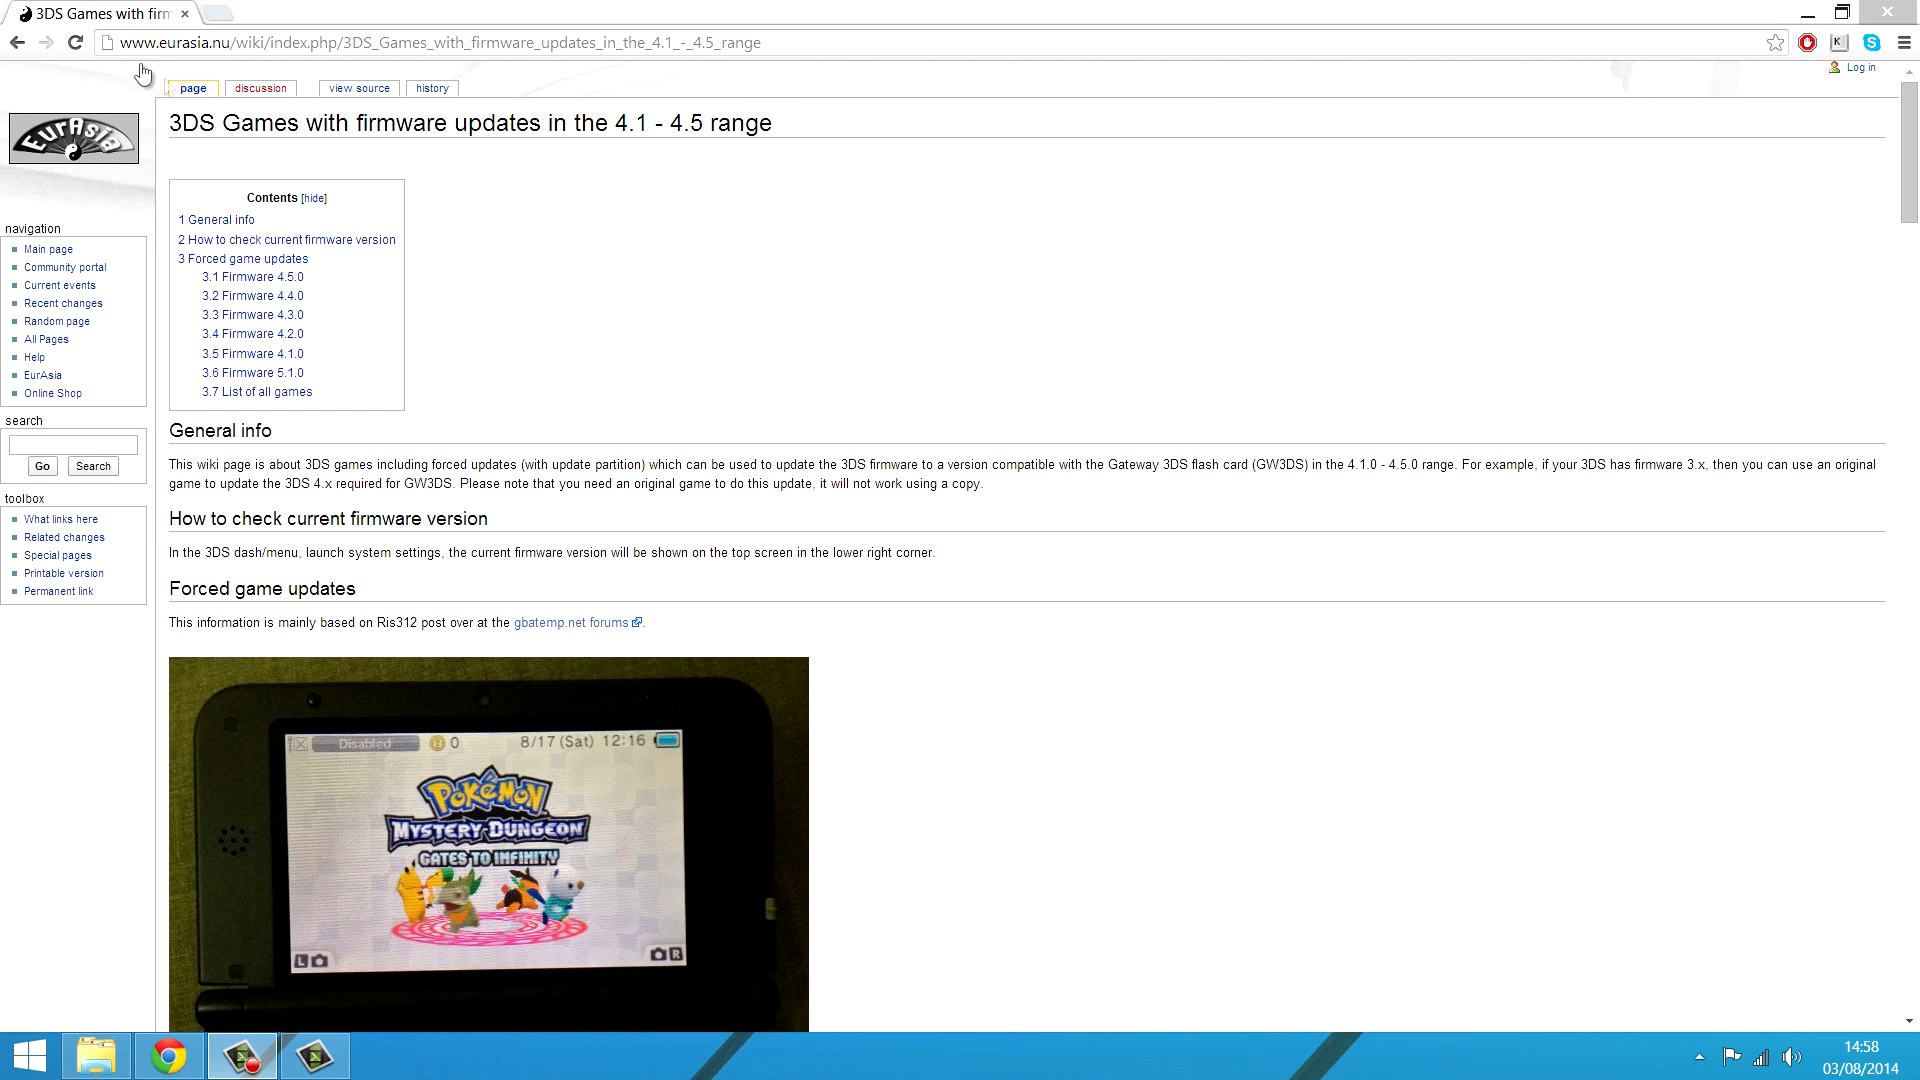 3DS Games with firm
www.eurasia.nu/wiki/index.php/3DS_Games_with_firmware_updates_in_the_4.1_-_4.5_range
Log in
page
discussion
view source
history
EurAsia
3DS Games with firmware updates in the 4.1 - 4.5 range
Contents [hide]
1 General info
2 How to check current firmware version
3 Forced game updates
3.1 Firmware 4.5.0
3.2 Firmware 4.4.0
3.3 Firmware 4.3.0
3.4 Firmware 4.2.0
3.5 Firmware 4.1.0
3.6 Firmware 5.1.0
3.7 List of all games
navigation
Main page
Community portal
Current events
Recent changes
Random page
All Pages
Help
EurAsia
Online Shop
search
Go
Search
toolbox
What links here
Related changes
Special pages
Printable version
Permanent link
General info
This wiki page is about 3DS games including forced updates (with update partition) which can be used to update the 3DS firmware to a version compatible with the Gateway 3DS flash card (GW3DS) in the 4.1.0 - 4.5.0 range. For example, if your 3DS has firmware 3.x, then you can use an original
game to update the 3DS 4.x required for GW3DS. Please note that you need an original game to do this update, it will not work using a copy.
How to check current firmware version
In the 3DS dash/menu, launch system settings, the current firmware version will be shown on the top screen in the lower right corner.
Forced game updates
This information is mainly based on Ris312 post over at the gbatemp.net forums.
Disabled
0
8/17 (Sat) 12:16
POKéMON
MYSTERY DUNGEON
GATES TO INFINITY
L
R
14:58
03/08/2014